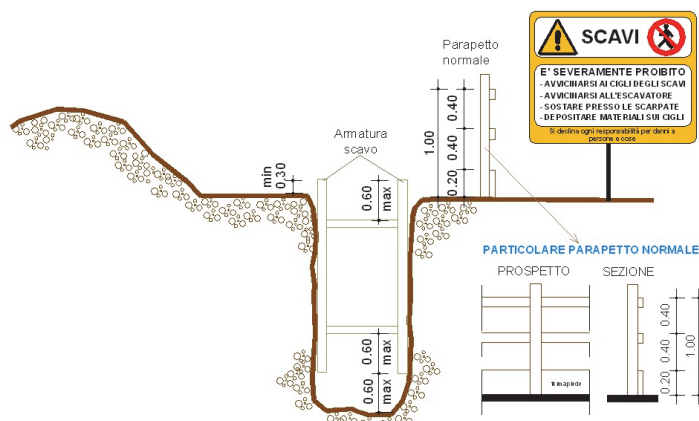 SCAVI
E' SEVERAMENTE PROIBITO
- AVVICINARSI AI CIGLI DEGLI SCAVI
- AVVICINARSI ALL'ESCAVATORE
- SOSTARE PRESSO LE SCARPATE
- DEPOSITARE MATERIALI SUI CIGLI
Si declina ogni responsabilità per danni a
persone e cose
Parapetto
normale
0.40
1.00
0.40
0.20
Armatura
scavo
min
0.30
0.60
max
PARTICOLARE PARAPETTO NORMALE
PROSPETTO
SEZIONE
0.40
0.40
1.00
0.20
0.60
max
0.60
max